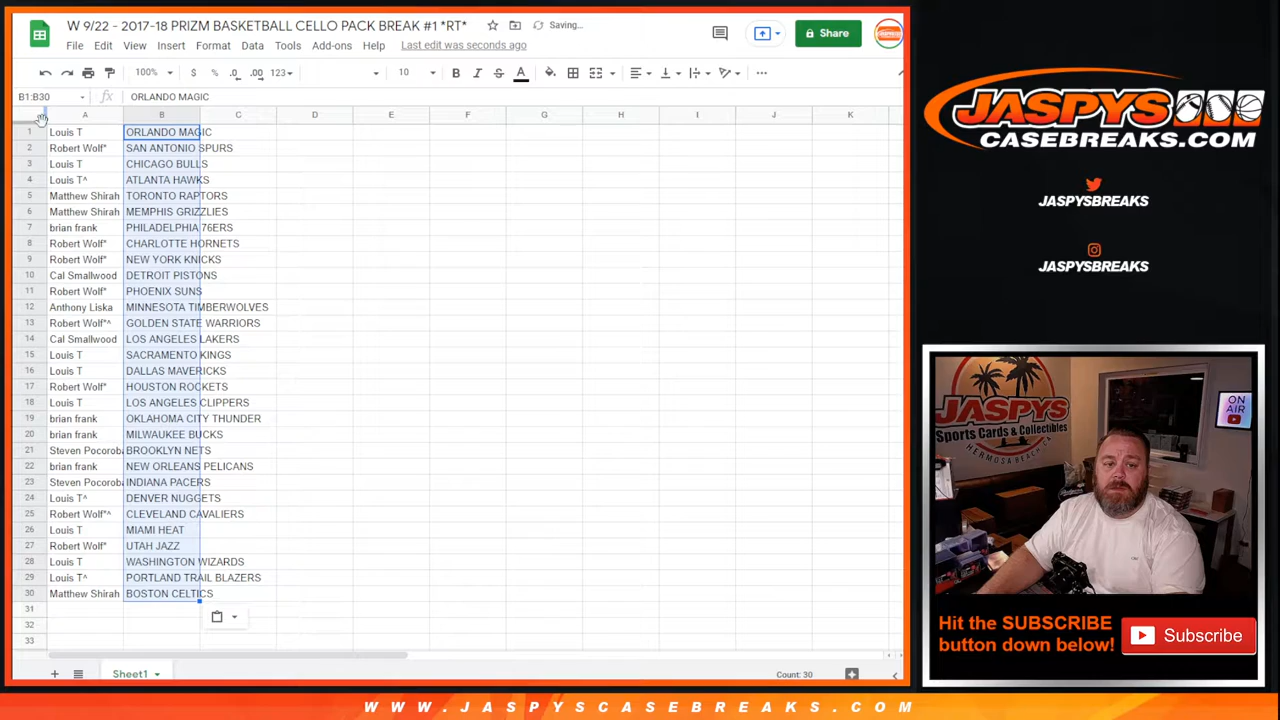 W 9/22 - 2017-18 PRIZM BASKETBALL CELLO PACK BREAK #1 *RT*
Saving...
File Edit View Insert Format Data Tools Add-ons Help Last edit was seconds ago
Share
100% $ % .0 .00 123 10 B I S A
B1:B30 fx ORLANDO MAGIC
A B C D E F G H I J K
1 Louis T ORLANDO MAGIC
2 Robert Wolf* SAN ANTONIO SPURS
3 Louis T CHICAGO BULLS
4 Louis T^ ATLANTA HAWKS
5 Matthew Shirah TORONTO RAPTORS
6 Matthew Shirah MEMPHIS GRIZZLIES
7 brian frank PHILADELPHIA 76ERS
8 Robert Wolf* CHARLOTTE HORNETS
9 Robert Wolf* NEW YORK KNICKS
10 Cal Smallwood DETROIT PISTONS
11 Robert Wolf* PHOENIX SUNS
12 Anthony Liska MINNESOTA TIMBERWOLVES
13 Robert Wolf*^ GOLDEN STATE WARRIORS
14 Cal Smallwood LOS ANGELES LAKERS
15 Louis T SACRAMENTO KINGS
16 Louis T DALLAS MAVERICKS
17 Robert Wolf* HOUSTON ROCKETS
18 Louis T LOS ANGELES CLIPPERS
19 brian frank OKLAHOMA CITY THUNDER
20 brian frank MILWAUKEE BUCKS
21 Steven Pocoroba BROOKLYN NETS
22 brian frank NEW ORLEANS PELICANS
23 Steven Pocoroba INDIANA PACERS
24 Louis T^ DENVER NUGGETS
25 Robert Wolf*^ CLEVELAND CAVALIERS
26 Louis T MIAMI HEAT
27 Robert Wolf* UTAH JAZZ
28 Louis T WASHINGTON WIZARDS
29 Louis T^ PORTLAND TRAIL BLAZERS
30 Matthew Shirah BOSTON CELTICS
31
32
33
Sheet1
Count: 30
JASPYS
CASEBREAKS.COM
JASPYSBREAKS
JASPYSBREAKS
JASPYS
Sports Cards & Collectibles
HERMOSA BEACH CA
ON
AIR
Hit the SUBSCRIBE
button down below!
Subscribe
WWW.JASPYSCASEBREAKS.COM